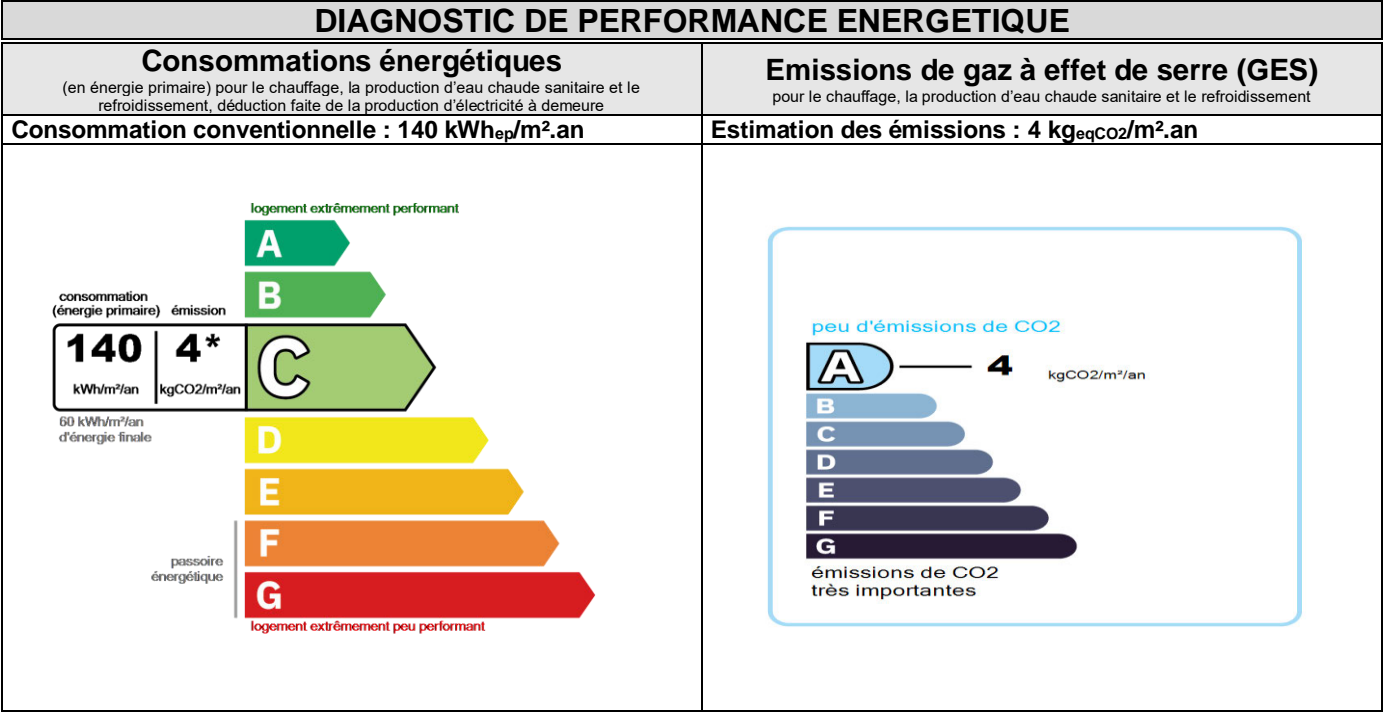 DIAGNOSTIC DE PERFORMANCE ENERGETIQUE
Consommations énergétiques
(en énergie primaire) pour le chauffage, la production d'eau chaude sanitaire et le
refroidissement, déduction faite de la production d'électricité à demeure
Consommation conventionnelle : 140 kWhep/m².an
logement extrêmement performant
A
B
consommation
(énergie primaire) émission
140 4* C
kWh/m²/an kgCO2/m²/an
60 kWh/m²/an
d'énergie finale
D
E
F
passoire
énergétique
G
logement extrêmement peu performant
Emissions de gaz à effet de serre (GES)
pour le chauffage, la production d'eau chaude sanitaire et le refroidissement
Estimation des émissions : 4 kgeqCO2/m².an
peu d'émissions de CO2
A 4 kgCO2/m²/an
B
C
D
E
F
G
émissions de CO2
très importantes